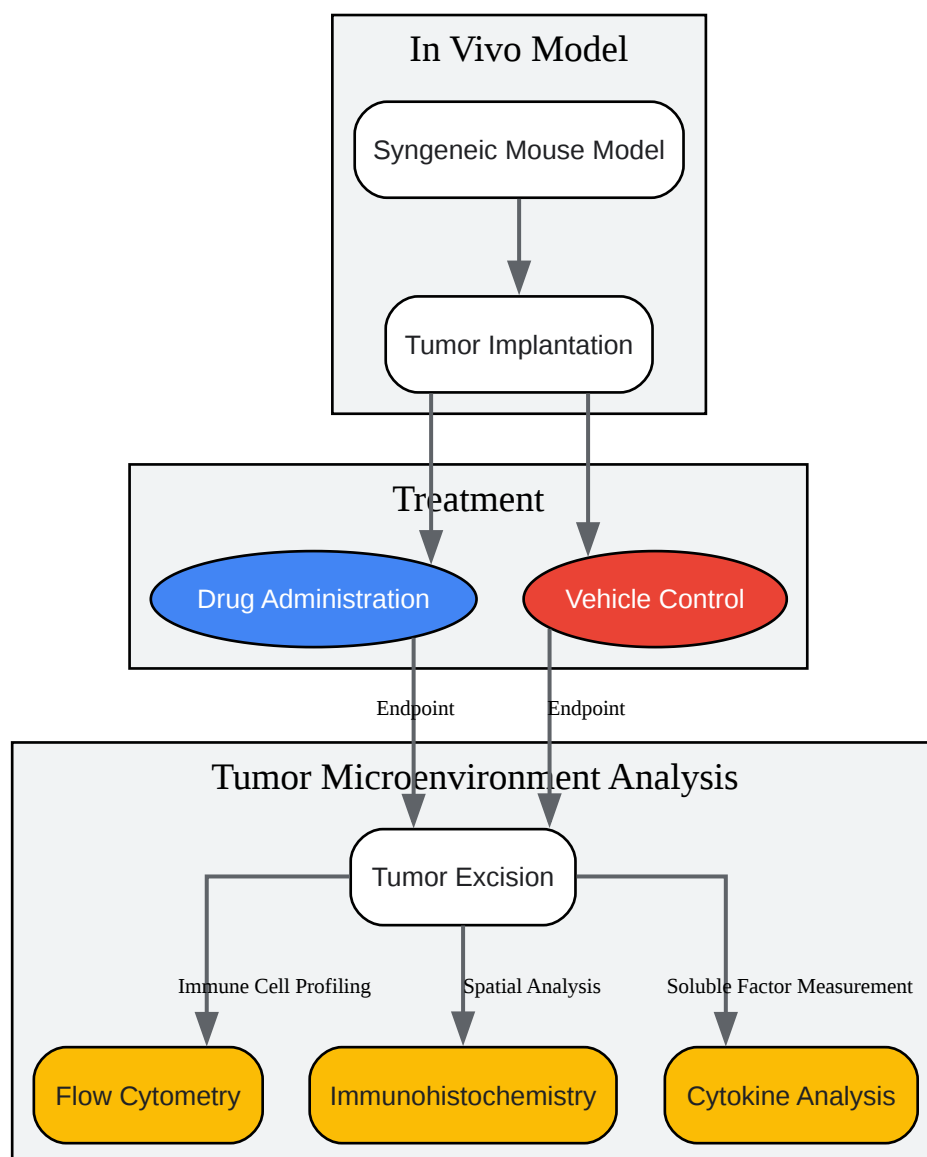 In Vivo Model
Syngeneic Mouse Model
Tumor Implantation
Treatment
Drug Administration
Vehicle Control
Endpoint
Endpoint
Tumor Microenvironment Analysis
Tumor Excision
Immune Cell Profiling
Spatial Analysis
Soluble Factor Measurement
Flow Cytometry
Immunohistochemistry
Cytokine Analysis